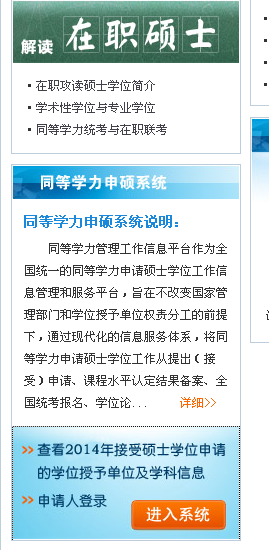 解读 在职硕士
· 在职攻读硕士学位简介
· 学术性学位与专业学位
· 同等学力统考与在职联考
同等学力申硕系统
同等学力申硕系统说明：
同等学力管理工作信息平台作为全
国统一的同等学力申请硕士学位工作信
息管理和服务平台，旨在不改变国家管
理部门和学位授予单位权责分工的前提
下，通过现代化的信息服务体系，将同
等学力申请硕士学位工作从提出（接
受）申请、课程水平认定结果备案、全
国统考报名、学位论... 详细>>
>> 查看2014年接受硕士学位申请
的学位授予单位及学科信息
>> 申请人登录
进入系统